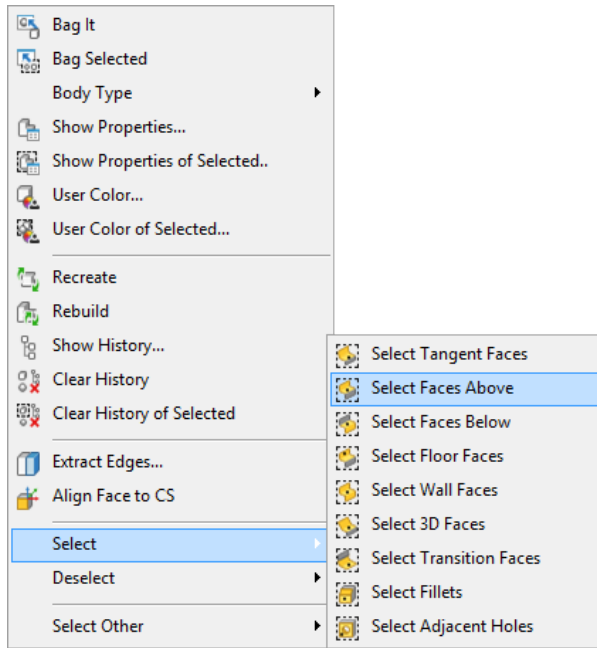 Bag It
Bag Selected
Body Type
Show Properties...
Show Properties of Selected..
User Color...
User Color of Selected...
Recreate
Rebuild
Show History...
Clear History
Clear History of Selected
Extract Edges...
Align Face to CS
Select
Deselect
Select Other
Select Tangent Faces
Select Faces Above
Select Faces Below
Select Floor Faces
Select Wall Faces
Select 3D Faces
Select Transition Faces
Select Fillets
Select Adjacent Holes